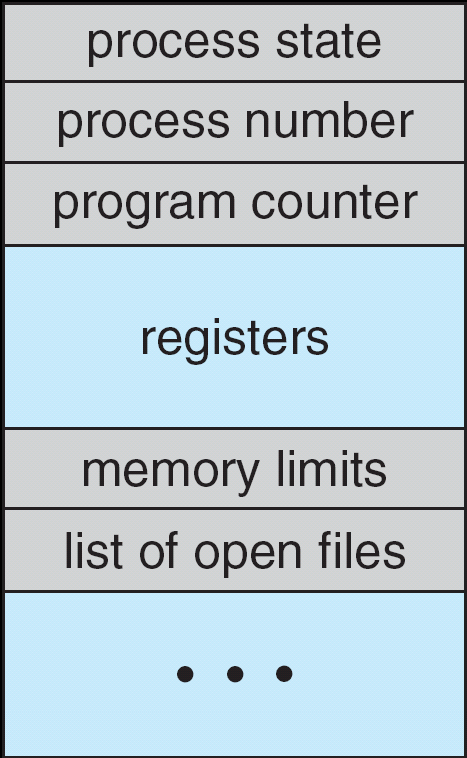 process state
process number
program counter
registers
memory limits
list of open files
• • •